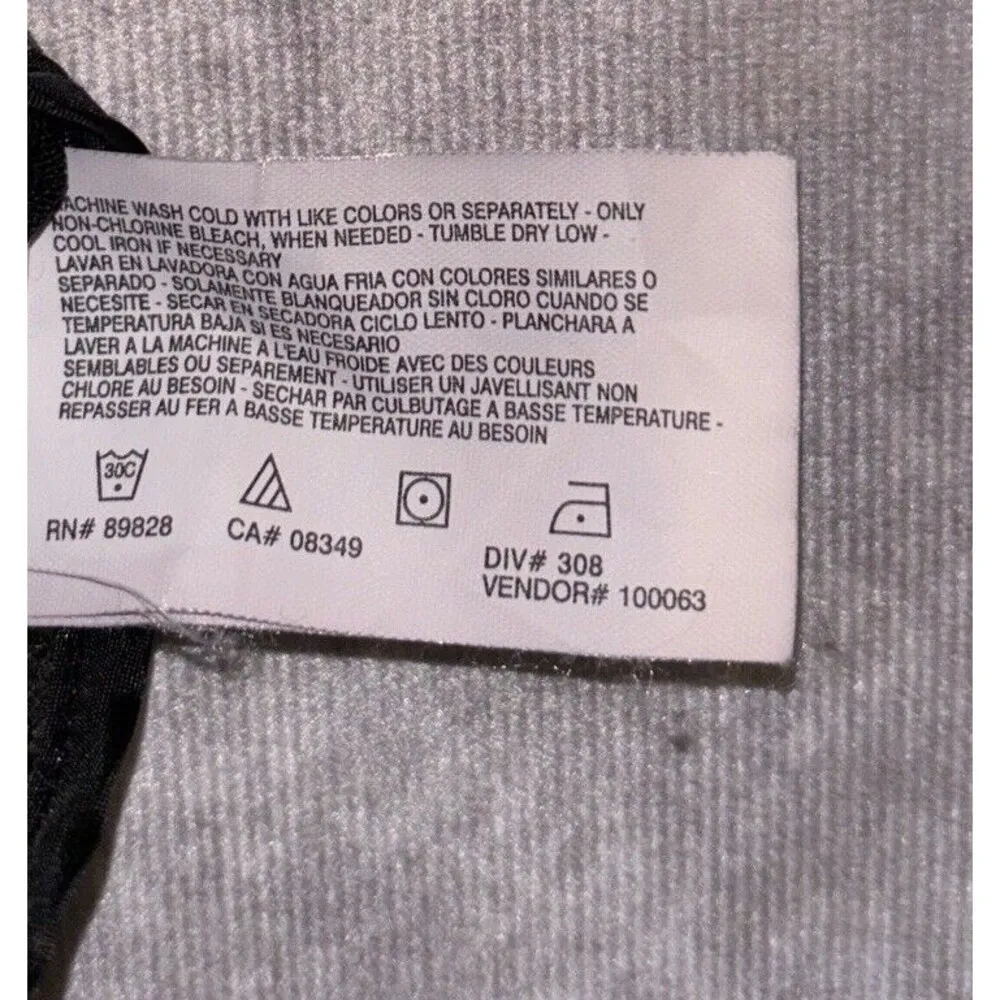 MACHINE WASH COLD WITH LIKE COLORS OR SEPARATELY - ONLY
NON-CHLORINE BLEACH, WHEN NEEDED - TUMBLE DRY LOW -
COOL IRON IF NECESSARY
LAVAR EN LAVADORA CON AGUA FRIA CON COLORES SIMILARES O
SEPARADO - SOLAMENTE BLANQUEADOR SIN CLORO CUANDO SE
NECESITE - SECAR EN SECADORA CICLO LENTO - PLANCHAR A
TEMPERATURA BAJA SI ES NECESARIO
LAVER A LA MACHINE A L'EAU FROIDE AVEC DES COULEURS
SEMBLABLES OU SEPAREMENT - UTILISER UN JAVELLISANT NON
CHLORE AU BESOIN - SECHAR PAR CULBUTAGE A BASSE TEMPERATURE -
REPASSER AU FER A BASSE TEMPERATURE AU BESOIN
30C
RN# 89828
CA# 08349
DIV# 308
VENDOR# 100063